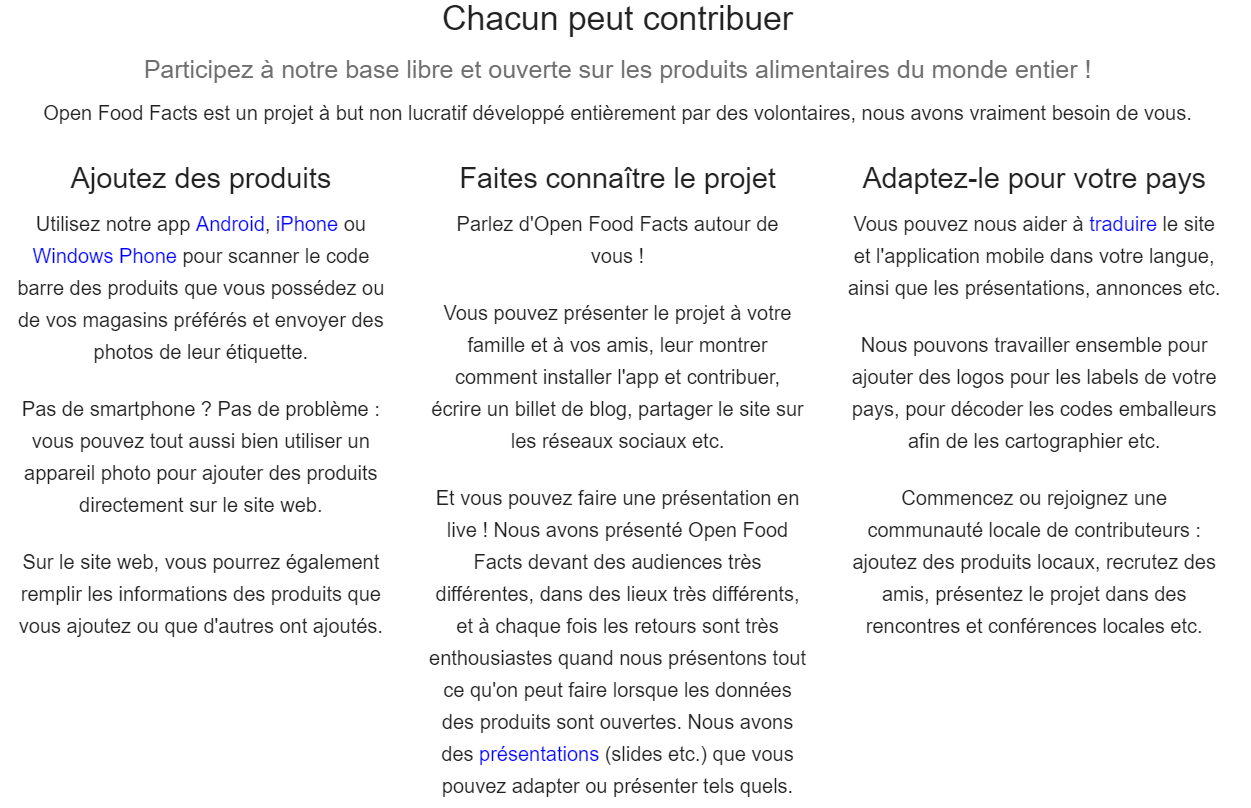 Chacun peut contribuer
Participez à notre base libre et ouverte sur les produits alimentaires du monde entier !
Open Food Facts est un projet à but non lucratif développé entièrement par des volontaires, nous avons vraiment besoin de vous.
Ajoutez des produits
Utilisez notre app Android, iPhone ou
Windows Phone pour scanner le code
barre des produits que vous possédez ou
de vos magasins préférés et envoyer des
photos de leur étiquette.
Pas de smartphone ? Pas de problème :
vous pouvez tout aussi bien utiliser un
appareil photo pour ajouter des produits
directement sur le site web.
Sur le site web, vous pourrez également
remplir les informations des produits que
vous ajoutez ou que d'autres ont ajoutés.
Faites connaître le projet
Parlez d'Open Food Facts autour de
vous !
Vous pouvez présenter le projet à votre
famille et à vos amis, leur montrer
comment installer l'app et contribuer,
écrire un billet de blog, partager le site sur
les réseaux sociaux etc.
Et vous pouvez faire une présentation en
live ! Nous avons présenté Open Food
Facts devant des audiences très
différentes, dans des lieux très différents,
et à chaque fois les retours sont très
enthousiastes quand nous présentons tout
ce qu'on peut faire lorsque les données
des produits sont ouvertes. Nous avons
des présentations (slides etc.) que vous
pouvez adapter ou présenter tels quels.
Adaptez-le pour votre pays
Vous pouvez nous aider à traduire le site
et l'application mobile dans votre langue,
ainsi que les présentations, annonces etc.
Nous pouvons travailler ensemble pour
ajouter des logos pour les labels de votre
pays, pour décoder les codes emballeurs
afin de les cartographier etc.
Commencez ou rejoignez une
communauté locale de contributeurs :
ajoutez des produits locaux, recrutez des
amis, présentez le projet dans des
rencontres et conférences locales etc.